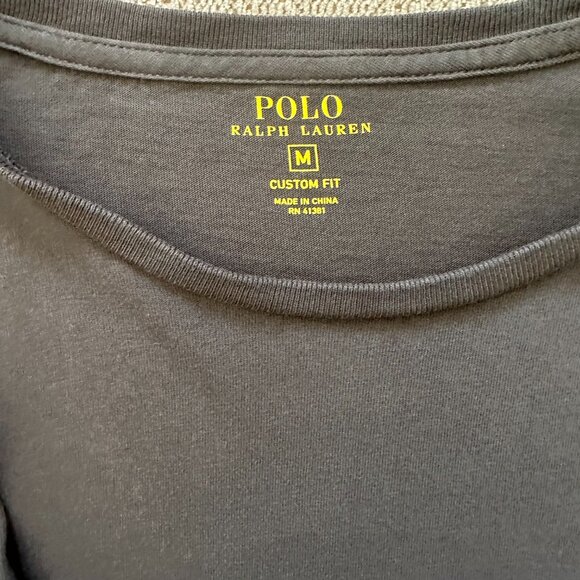 POLO
RALPH LAUREN
M
CUSTOM FIT
MADE IN CHINA
RN 41381